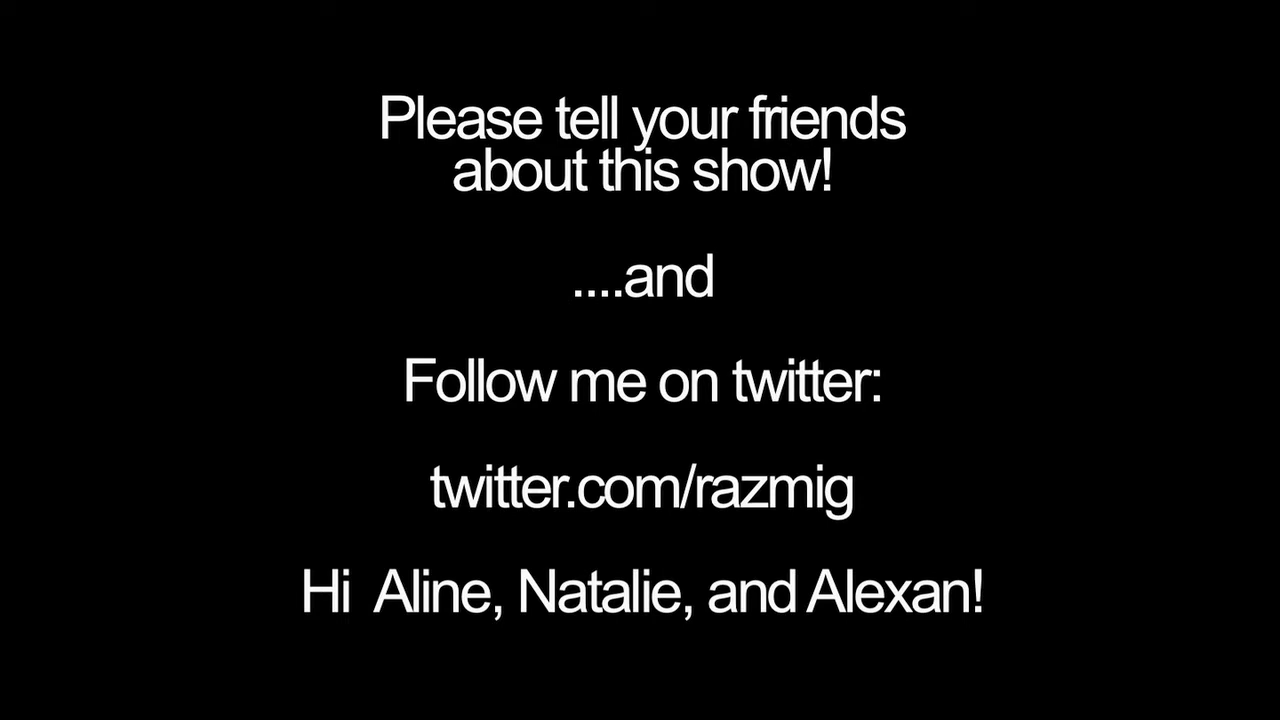 Please tell your friends
about this show!
....and
Follow me on twitter:
twitter.com/razmig
Hi  Aline, Natalie, and Alexan!